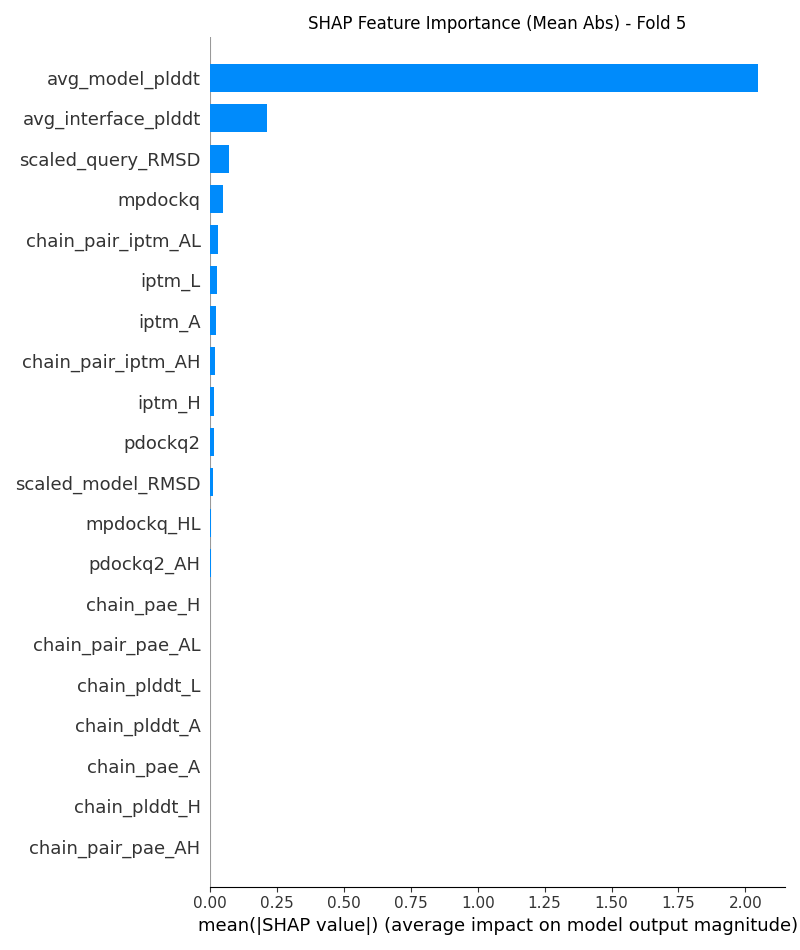 SHAP Feature Importance (Mean Abs) - Fold 5
avg_model_plddt
avg_interface_plddt
scaled_query_RMSD
mpdockq
chain_pair_iptm_AL
iptm_L
iptm_A
chain_pair_iptm_AH
iptm_H
pdockq2
scaled_model_RMSD
mpdockq_HL
pdockq2_AH
chain_pae_H
chain_pair_pae_AL
chain_plddt_L
chain_plddt_A
chain_pae_A
chain_plddt_H
chain_pair_pae_AH
0.00 0.25 0.50 0.75 1.00 1.25 1.50 1.75 2.00
mean(|SHAP value|) (average impact on model output magnitude)